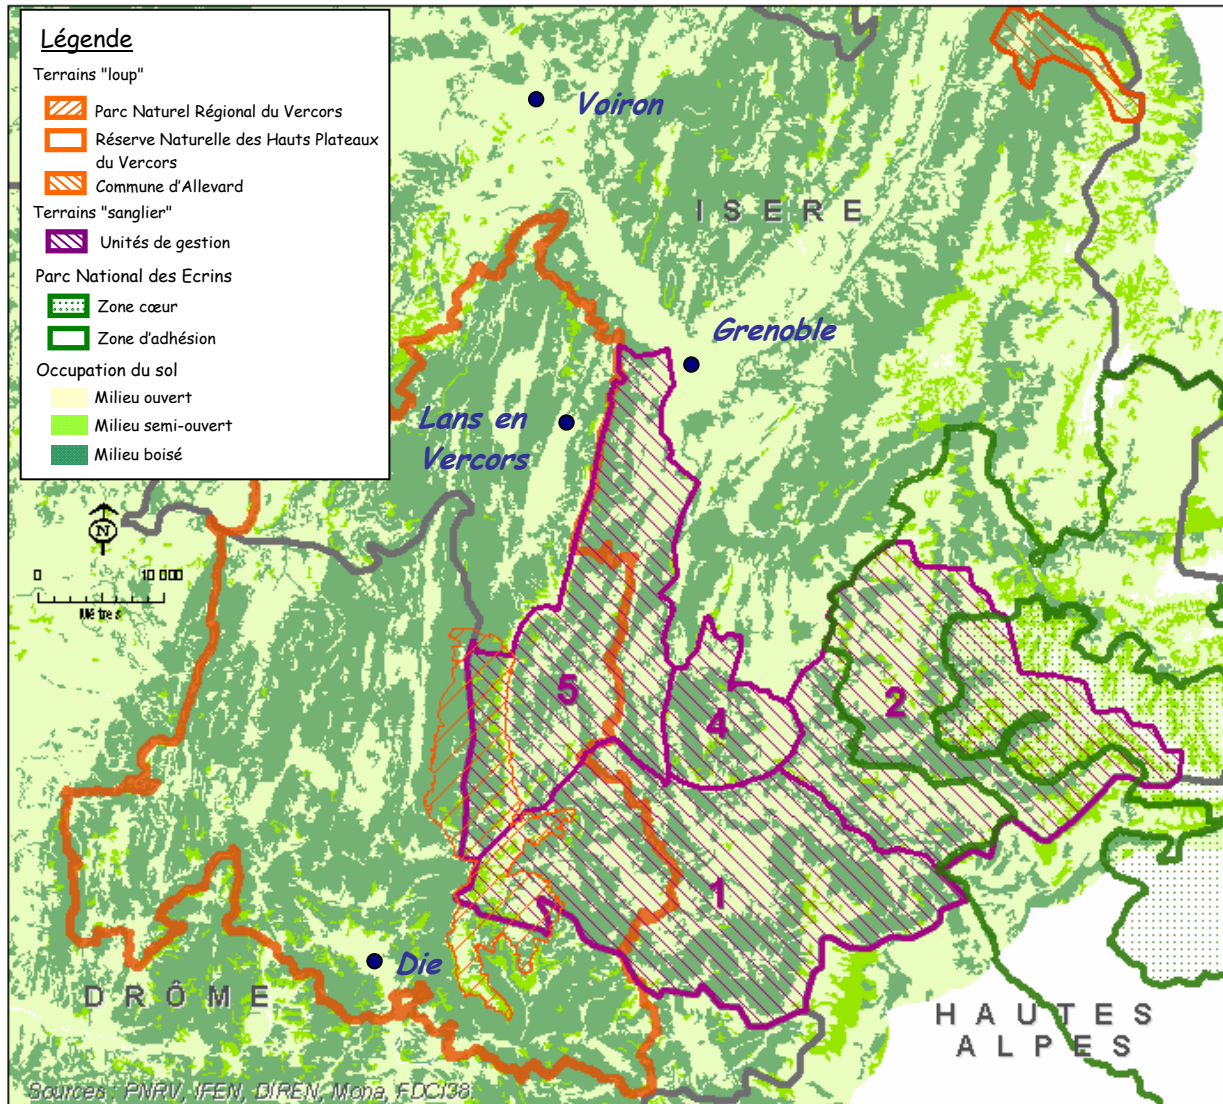 Légende
Terrains "loup"
Parc Naturel Régional du Vercors
Réserve Naturelle des Hauts Plateaux
du Vercors
Commune d'Allevard
Terrains "sanglier"
Unités de gestion
Parc National des Ecrins
Zone cœur
Zone d'adhésion
Occupation du sol
Milieu ouvert
Milieu semi-ouvert
Milieu boisé
Voiron
ISERE
Grenoble
Lans en
Vercors
N
0 10 000
Mètres
5
4
2
1
Die
DRÔME
HAUTES
ALPES
Sources : PNRV, IFEN, DIREN, Mona, FDCI38